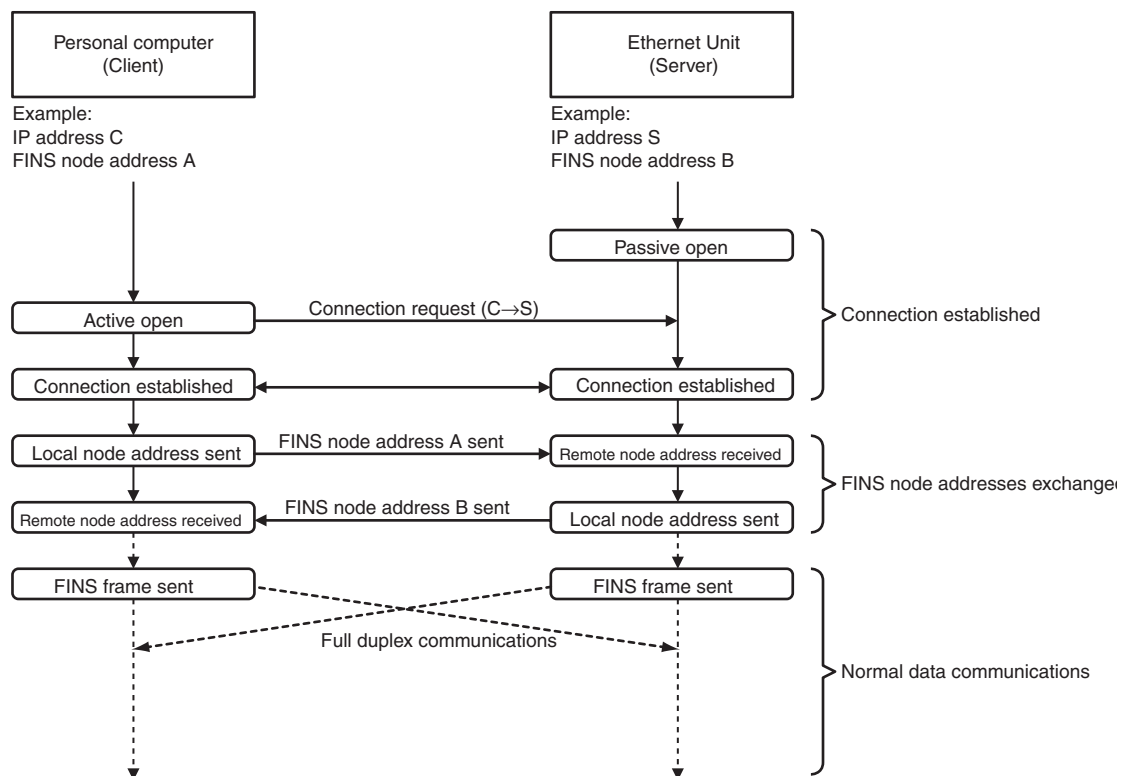 Personal computer
(Client)
Ethernet Unit
(Server)
Example:
IP address C
FINS node address A
Example:
IP address S
FINS node address B
Passive open
Active open
Connection request (C→S)
Connection established
Connection established
Connection established
Local node address sent
FINS node address A sent
Remote node address received
FINS node addresses exchanged
Remote node address received
FINS node address B sent
Local node address sent
FINS frame sent
FINS frame sent
Full duplex communications
Normal data communications